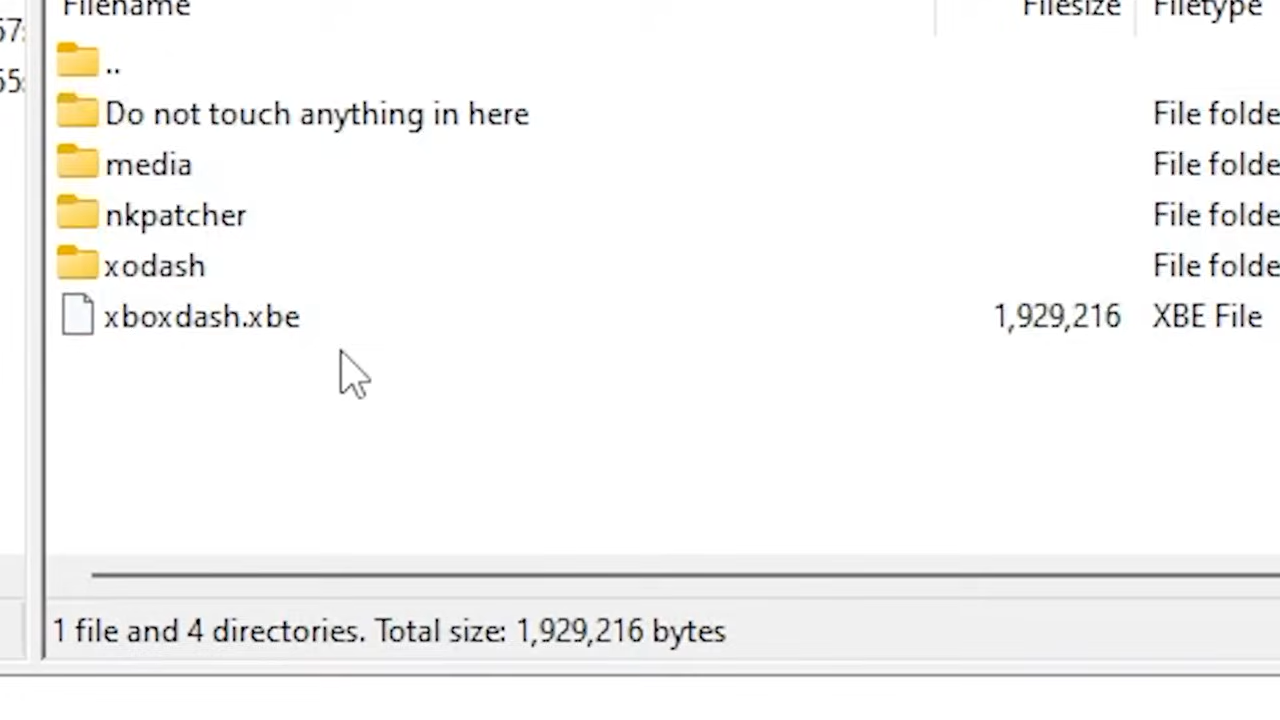 Filename Filesize Filetype
..
Do not touch anything in here File folde
media File folde
nkpatcher File folde
xodash File folde
xboxdash.xbe 1,929,216 XBE File
1 file and 4 directories. Total size: 1,929,216 bytes